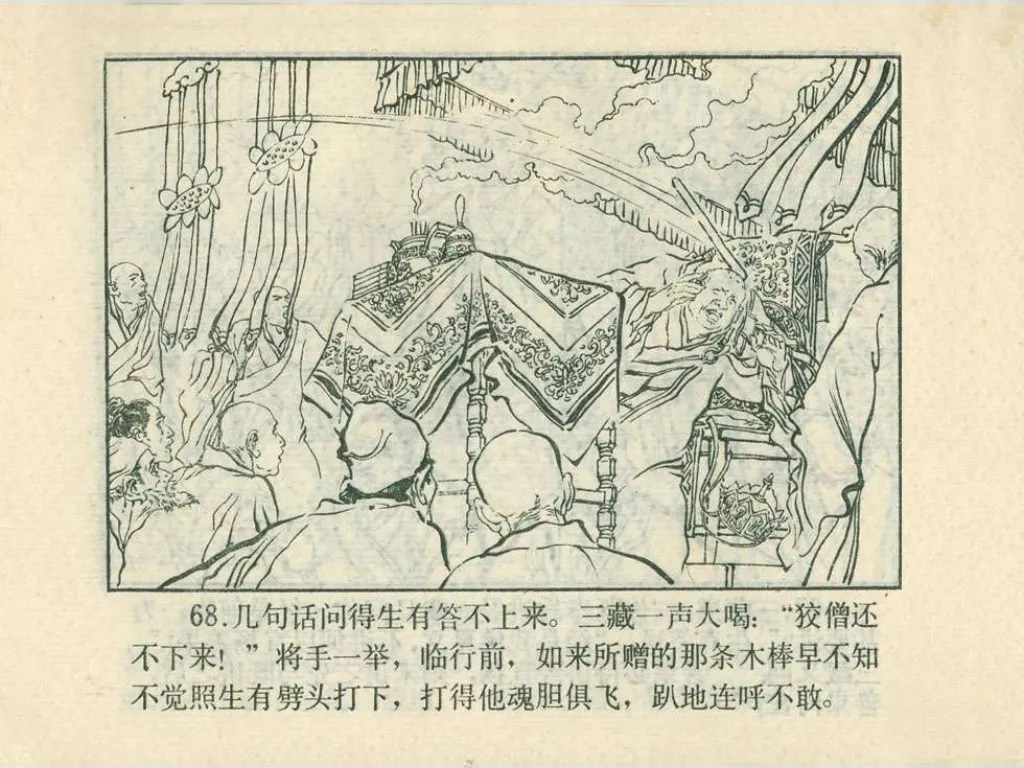 68.几句话问得生有答不上来。三藏一声大喝：“狡僧还
不下来！”将手一举，临行前，如来所赠的那条木棒早不知
不觉照生有劈头打下，打得他魂胆俱飞，趴地连呼不敢。